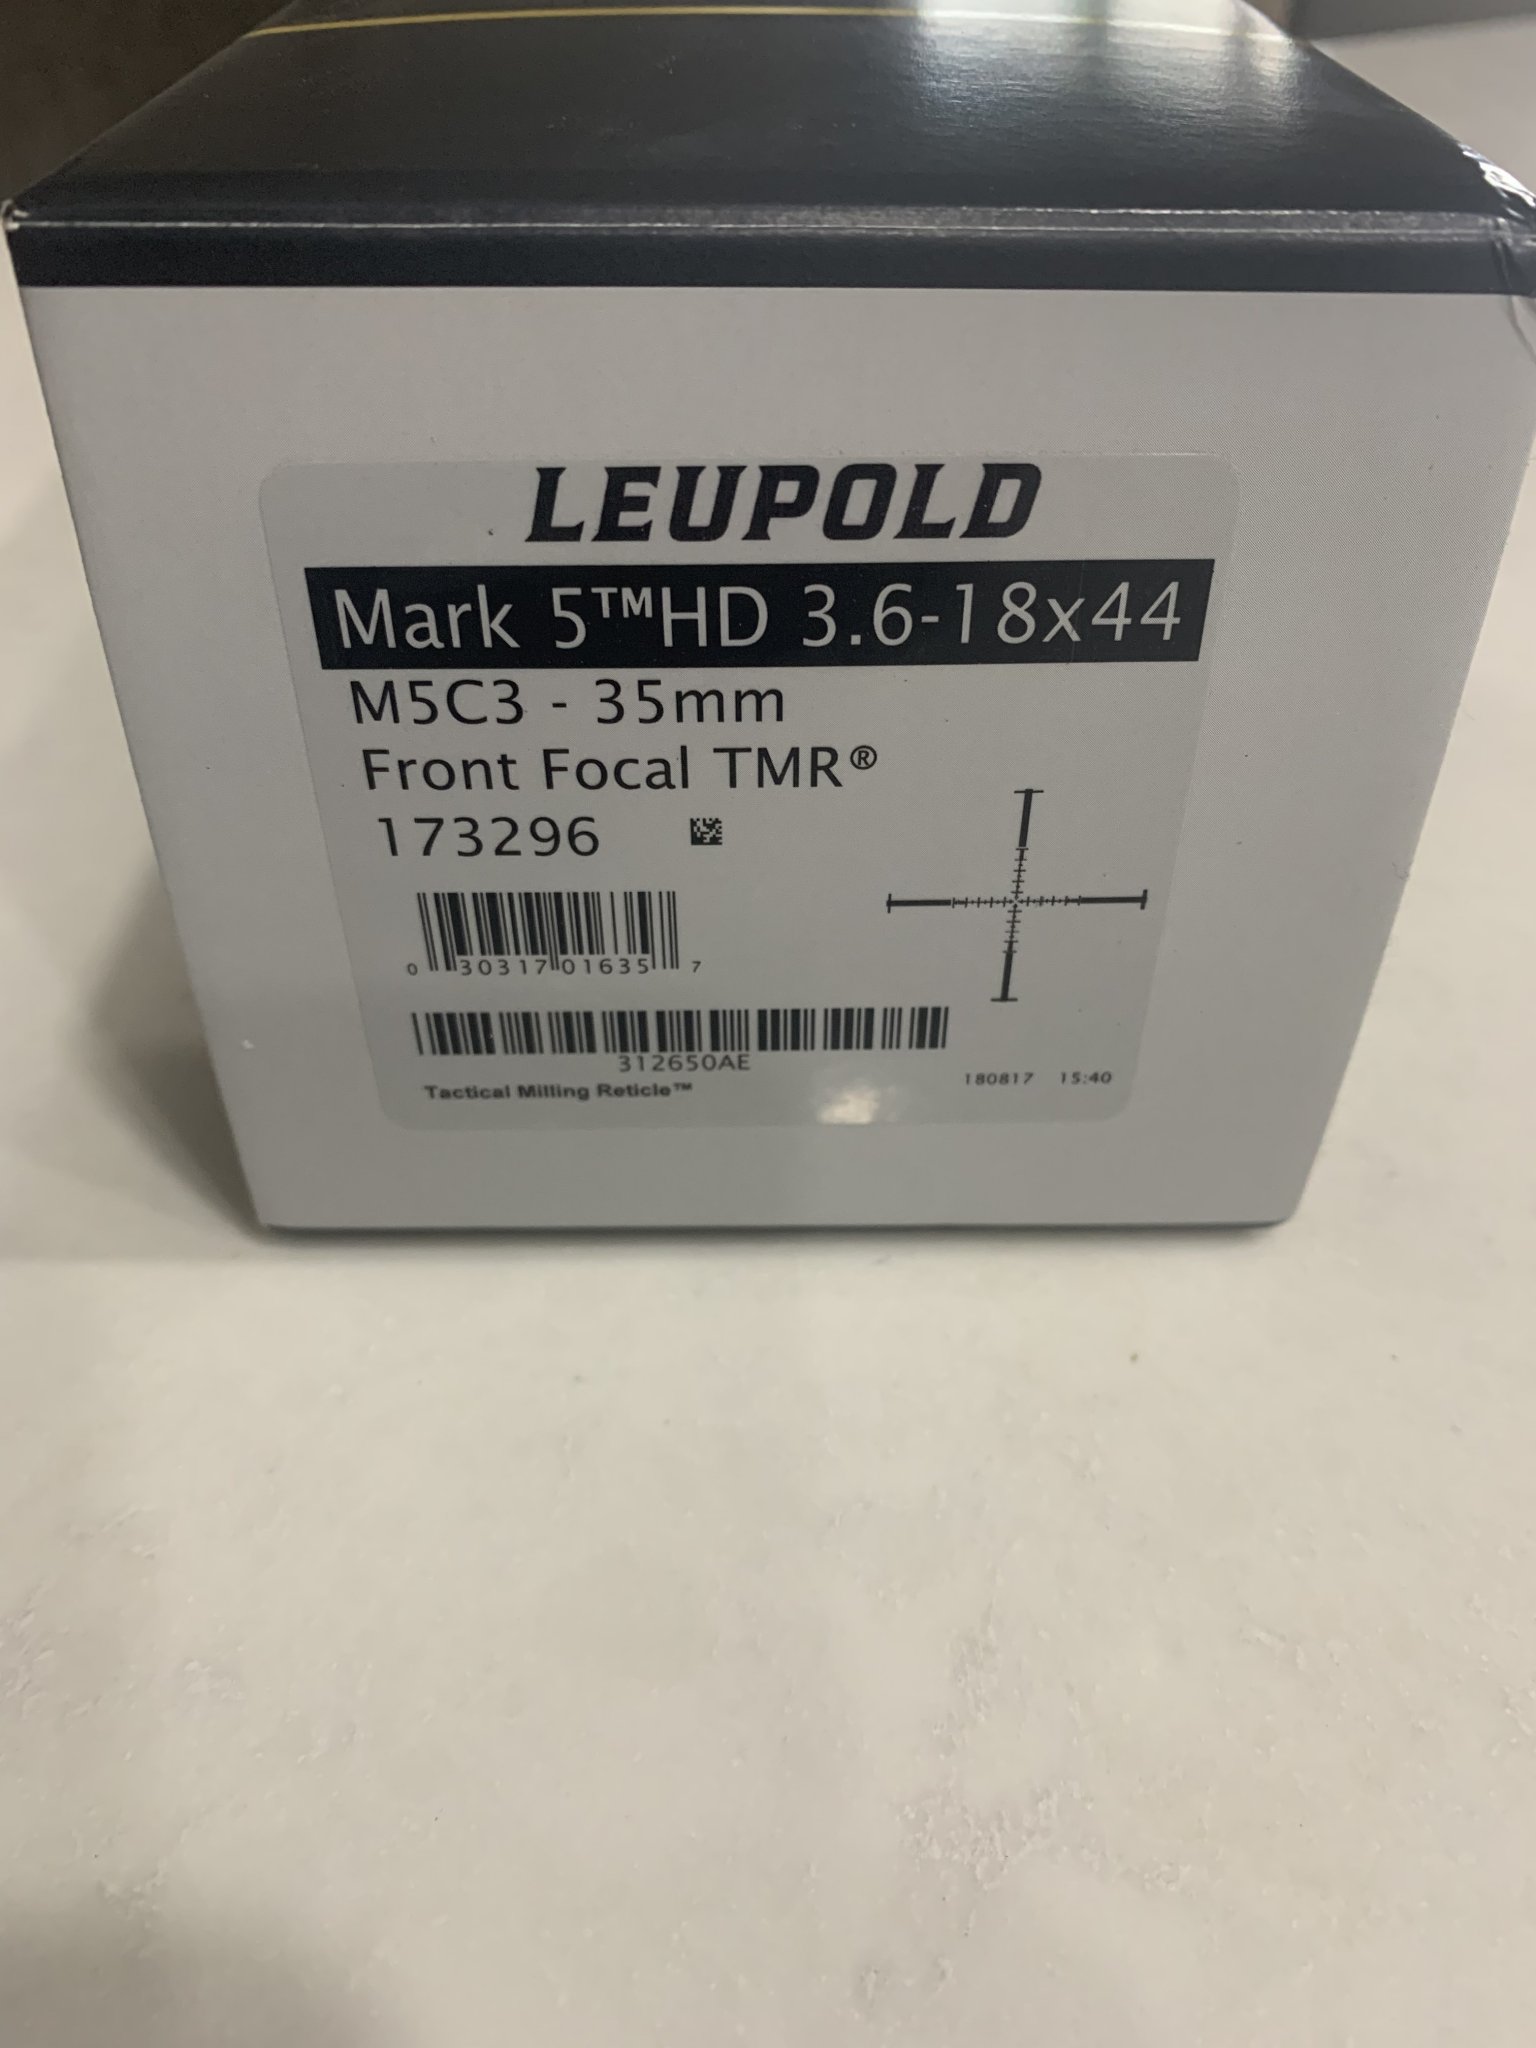 LEUPOLD
Mark 5™HD 3.6-18x44
M5C3 - 35mm
Front Focal TMR®
173296
0 30317 01635 7
312650AE
Tactical Milling Reticle™ 180817 15:40